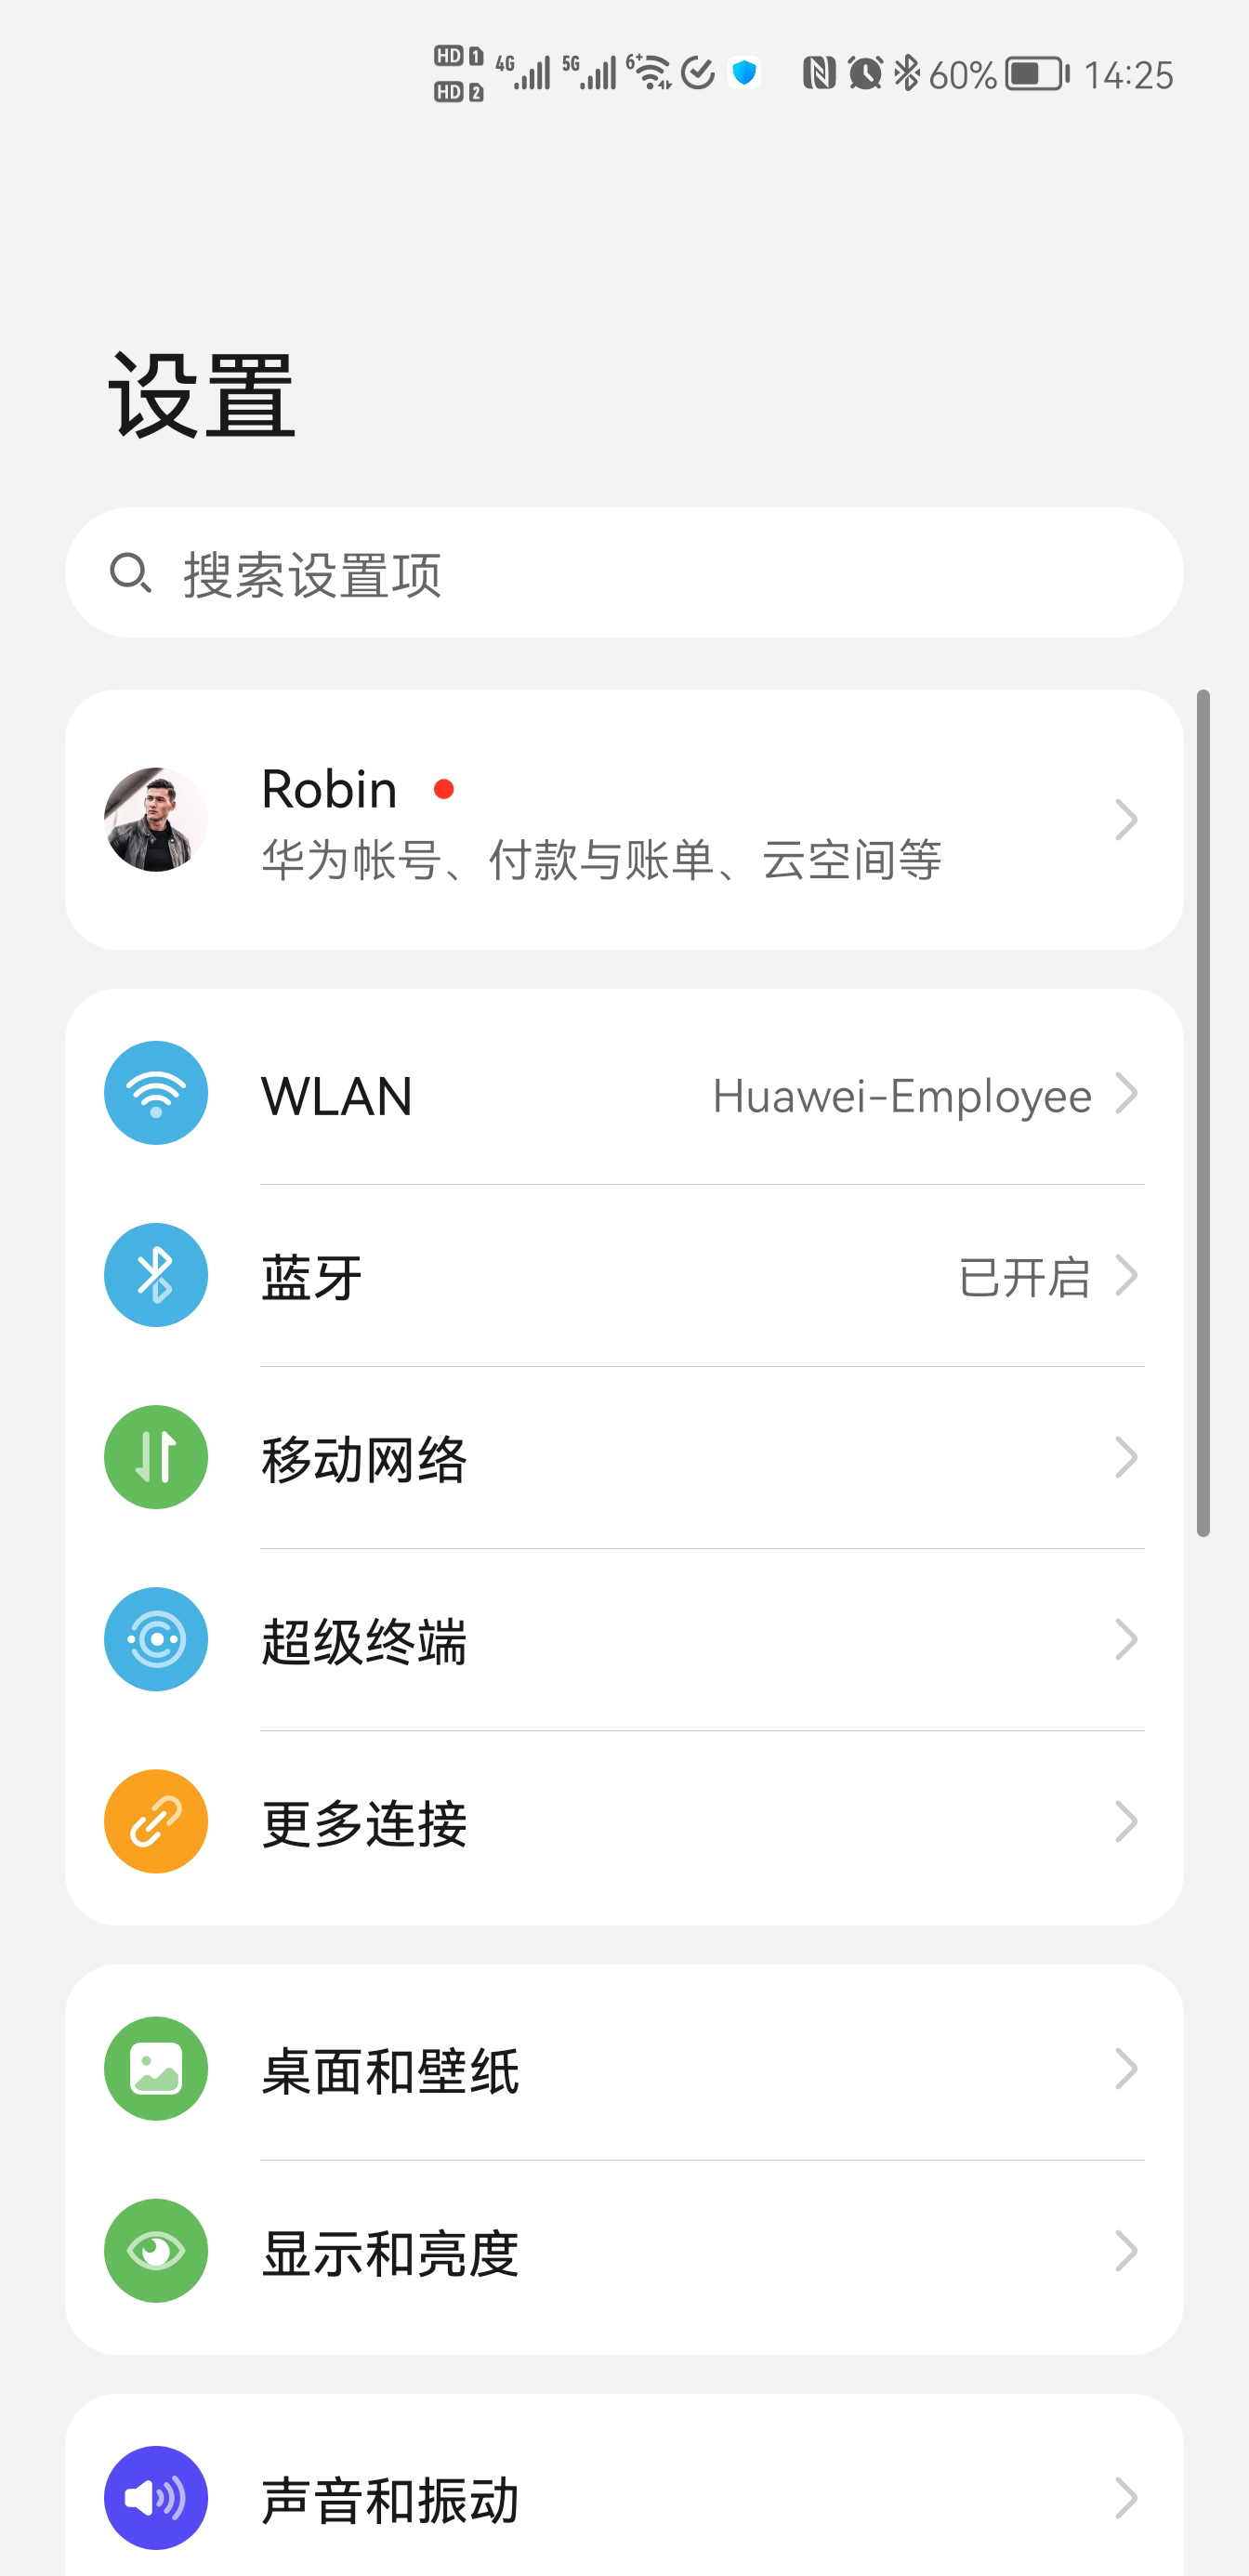 HD 1 4G 5G 6+ 60% 14:25
HD 2
设置
搜索设置项
Robin
华为帐号、付款与账单、云空间等
WLAN Huawei-Employee
蓝牙 已开启
移动网络
超级终端
更多连接
桌面和壁纸
显示和亮度
声音和振动